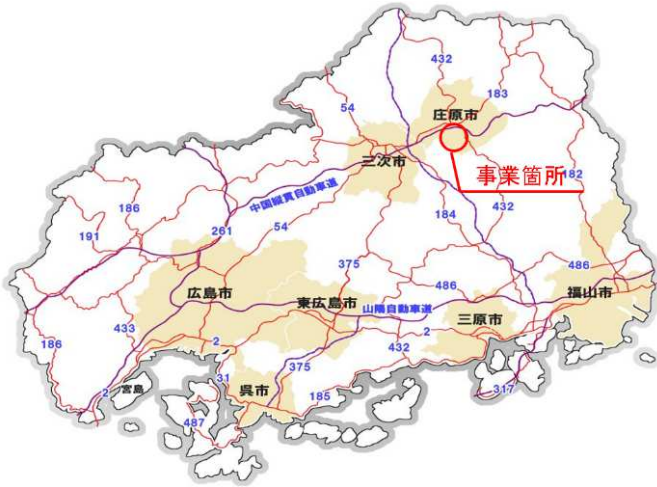 432
183
54
庄原市
三次市
事業箇所
182
中国縦貫自動車道
186
184
432
191
261
54
375
広島市
486
486
東広島市
山陽自動車道
福山市
三原市
433
2
2
186
432
375
31
185
呉市
宮島
2
317
487